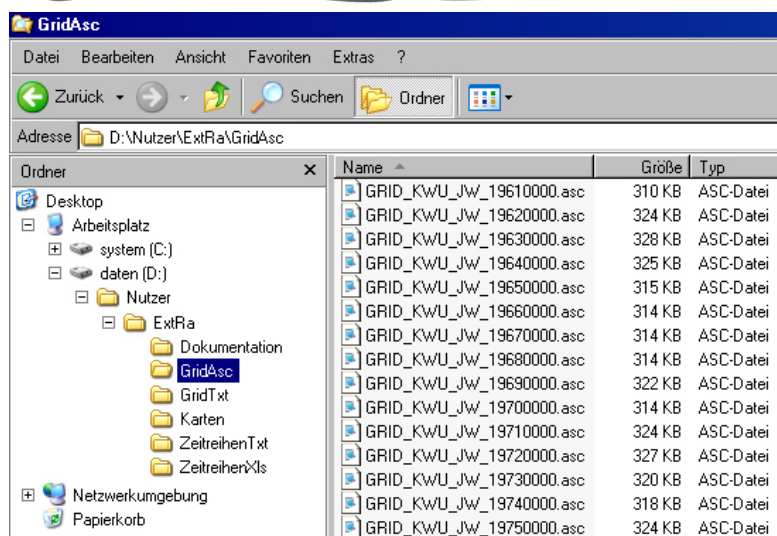 GridAsc
Datei Bearbeiten Ansicht Favoriten Extras ?
Zurück Suchen Ordner
Adresse D:\Nutzer\ExtRa\GridAsc
Ordner
Desktop
Arbeitsplatz
system (C:)
daten (D:)
Nutzer
ExtRa
Dokumentation
GridAsc
GridTxt
Karten
ZeitreihenTxt
ZeitreihenXls
Netzwerkumgebung
Papierkorb
Name Größe Typ
GRID_KWU_JW_19610000.asc 310 KB ASC-Datei
GRID_KWU_JW_19620000.asc 324 KB ASC-Datei
GRID_KWU_JW_19630000.asc 328 KB ASC-Datei
GRID_KWU_JW_19640000.asc 325 KB ASC-Datei
GRID_KWU_JW_19650000.asc 315 KB ASC-Datei
GRID_KWU_JW_19660000.asc 314 KB ASC-Datei
GRID_KWU_JW_19670000.asc 314 KB ASC-Datei
GRID_KWU_JW_19680000.asc 314 KB ASC-Datei
GRID_KWU_JW_19690000.asc 322 KB ASC-Datei
GRID_KWU_JW_19700000.asc 314 KB ASC-Datei
GRID_KWU_JW_19710000.asc 324 KB ASC-Datei
GRID_KWU_JW_19720000.asc 327 KB ASC-Datei
GRID_KWU_JW_19730000.asc 320 KB ASC-Datei
GRID_KWU_JW_19740000.asc 318 KB ASC-Datei
GRID_KWU_JW_19750000.asc 324 KB ASC-Datei